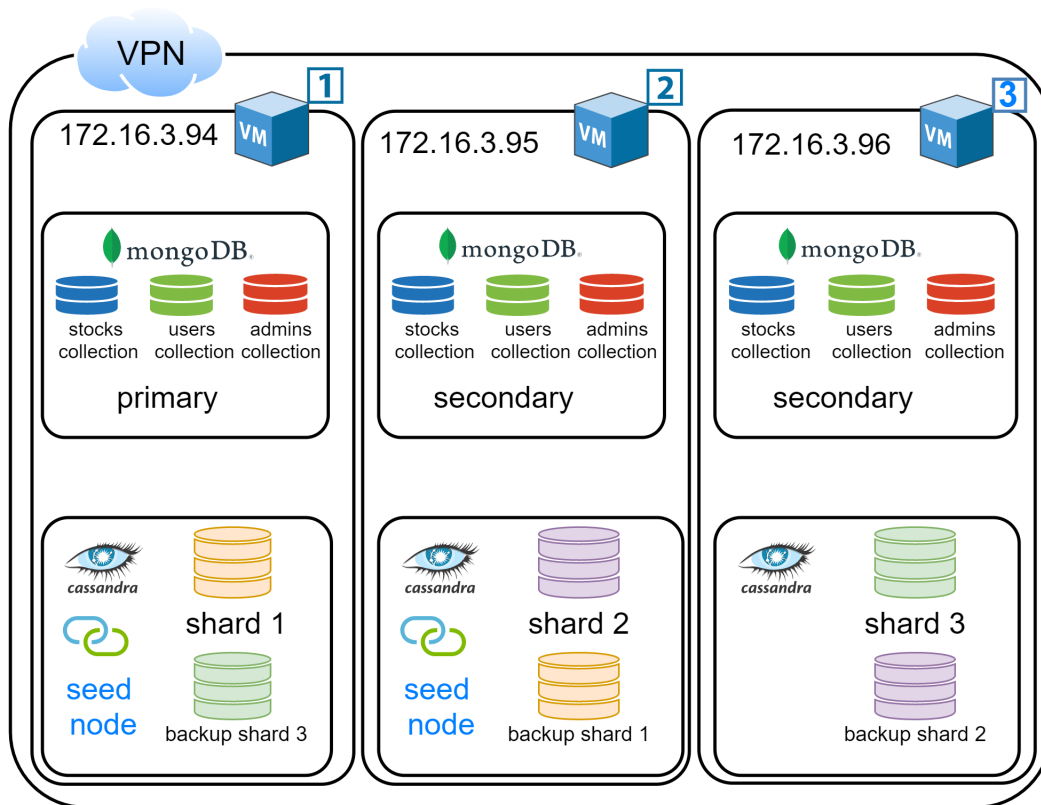 VPN
1
172.16.3.94
VM
mongoDB®
stocks collection
users collection
admins collection
primary
cassandra
shard 1
seed node
backup shard 3
2
172.16.3.95
VM
mongoDB®
stocks collection
users collection
admins collection
secondary
cassandra
shard 2
seed node
backup shard 1
3
172.16.3.96
VM
mongoDB®
stocks collection
users collection
admins collection
secondary
cassandra
shard 3
backup shard 2